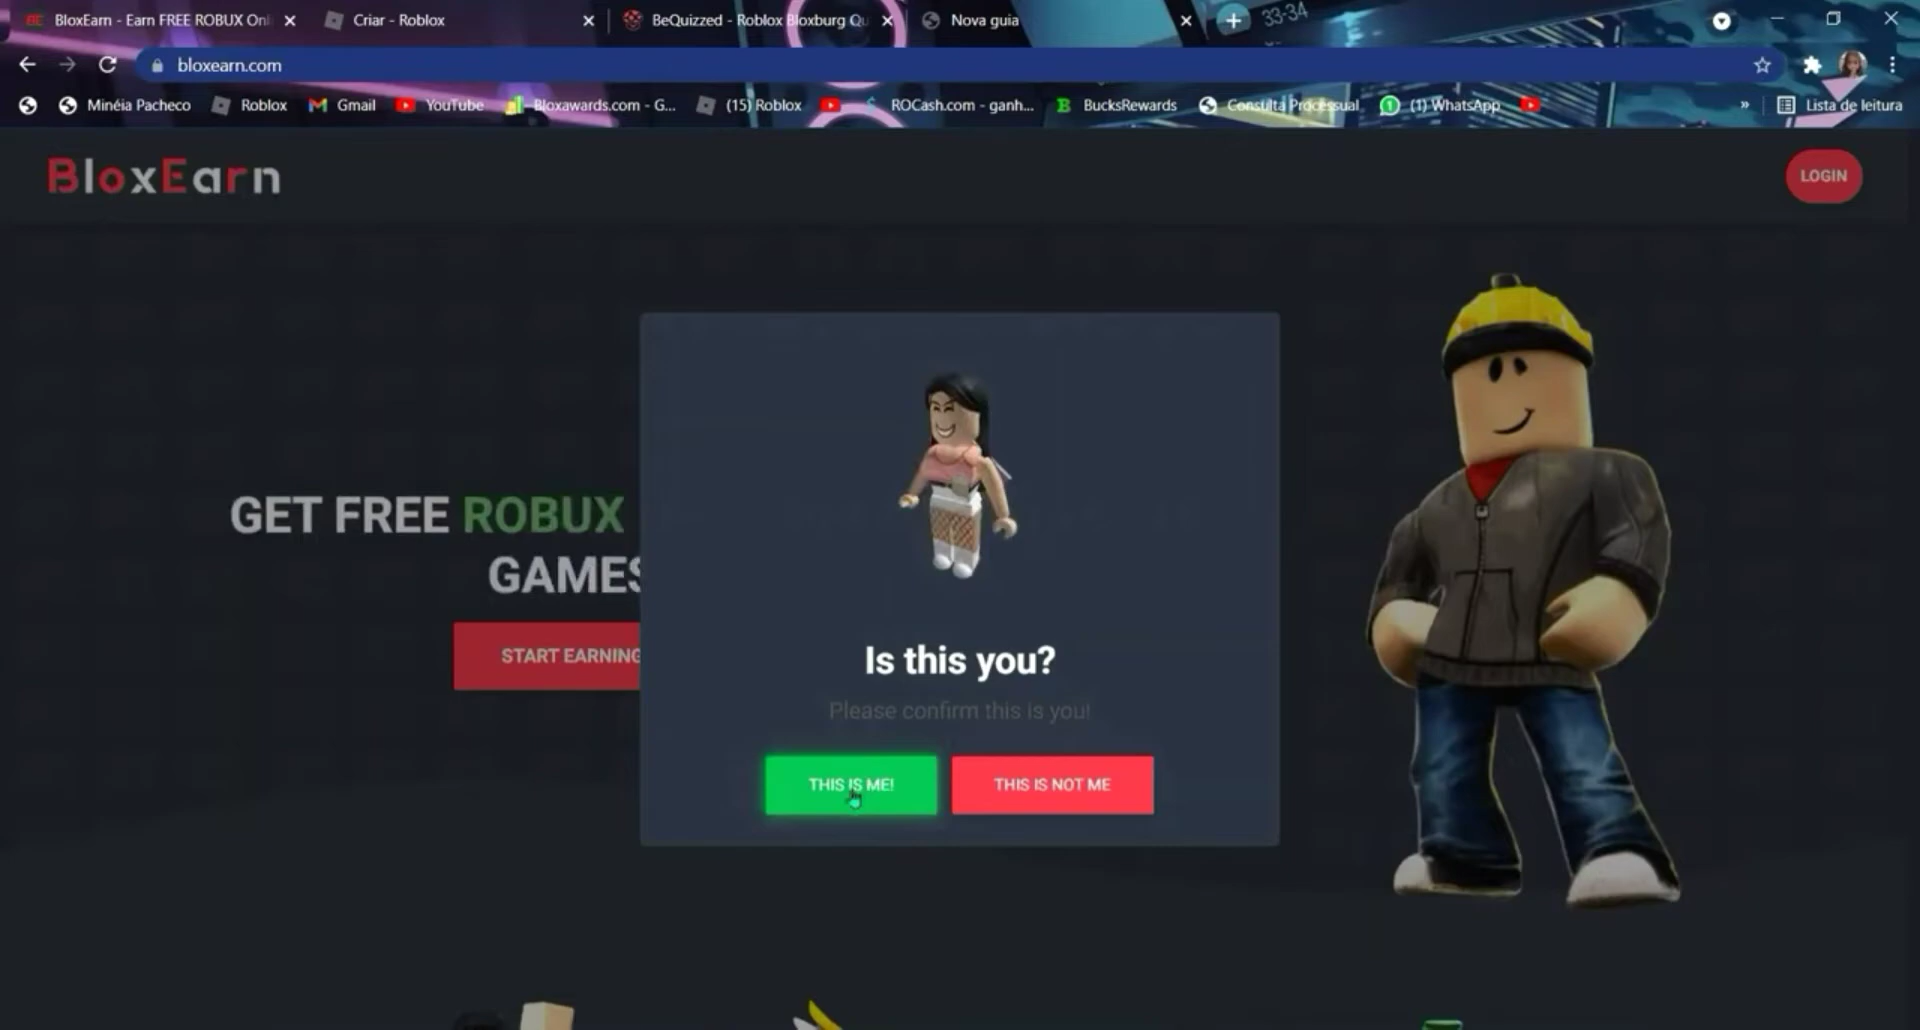 BloxEarn - Earn FREE ROBUX Onl
Criar - Roblox
BeQuizzed - Roblox Bloxburg Qu
Nova guia
33-34
bloxearn.com
Minéia Pacheco
Roblox
Gmail
YouTube
Bloxawards.com - G...
(15) Roblox
ROCash.com - ganh...
BucksRewards
Consulta Processual
(1) WhatsApp
»
Lista de leitura
BloxEarn
LOGIN
GET FREE ROBUX
GAMES
START EARNING
Is this you?
Please confirm this is you!
THIS IS ME!
THIS IS NOT ME